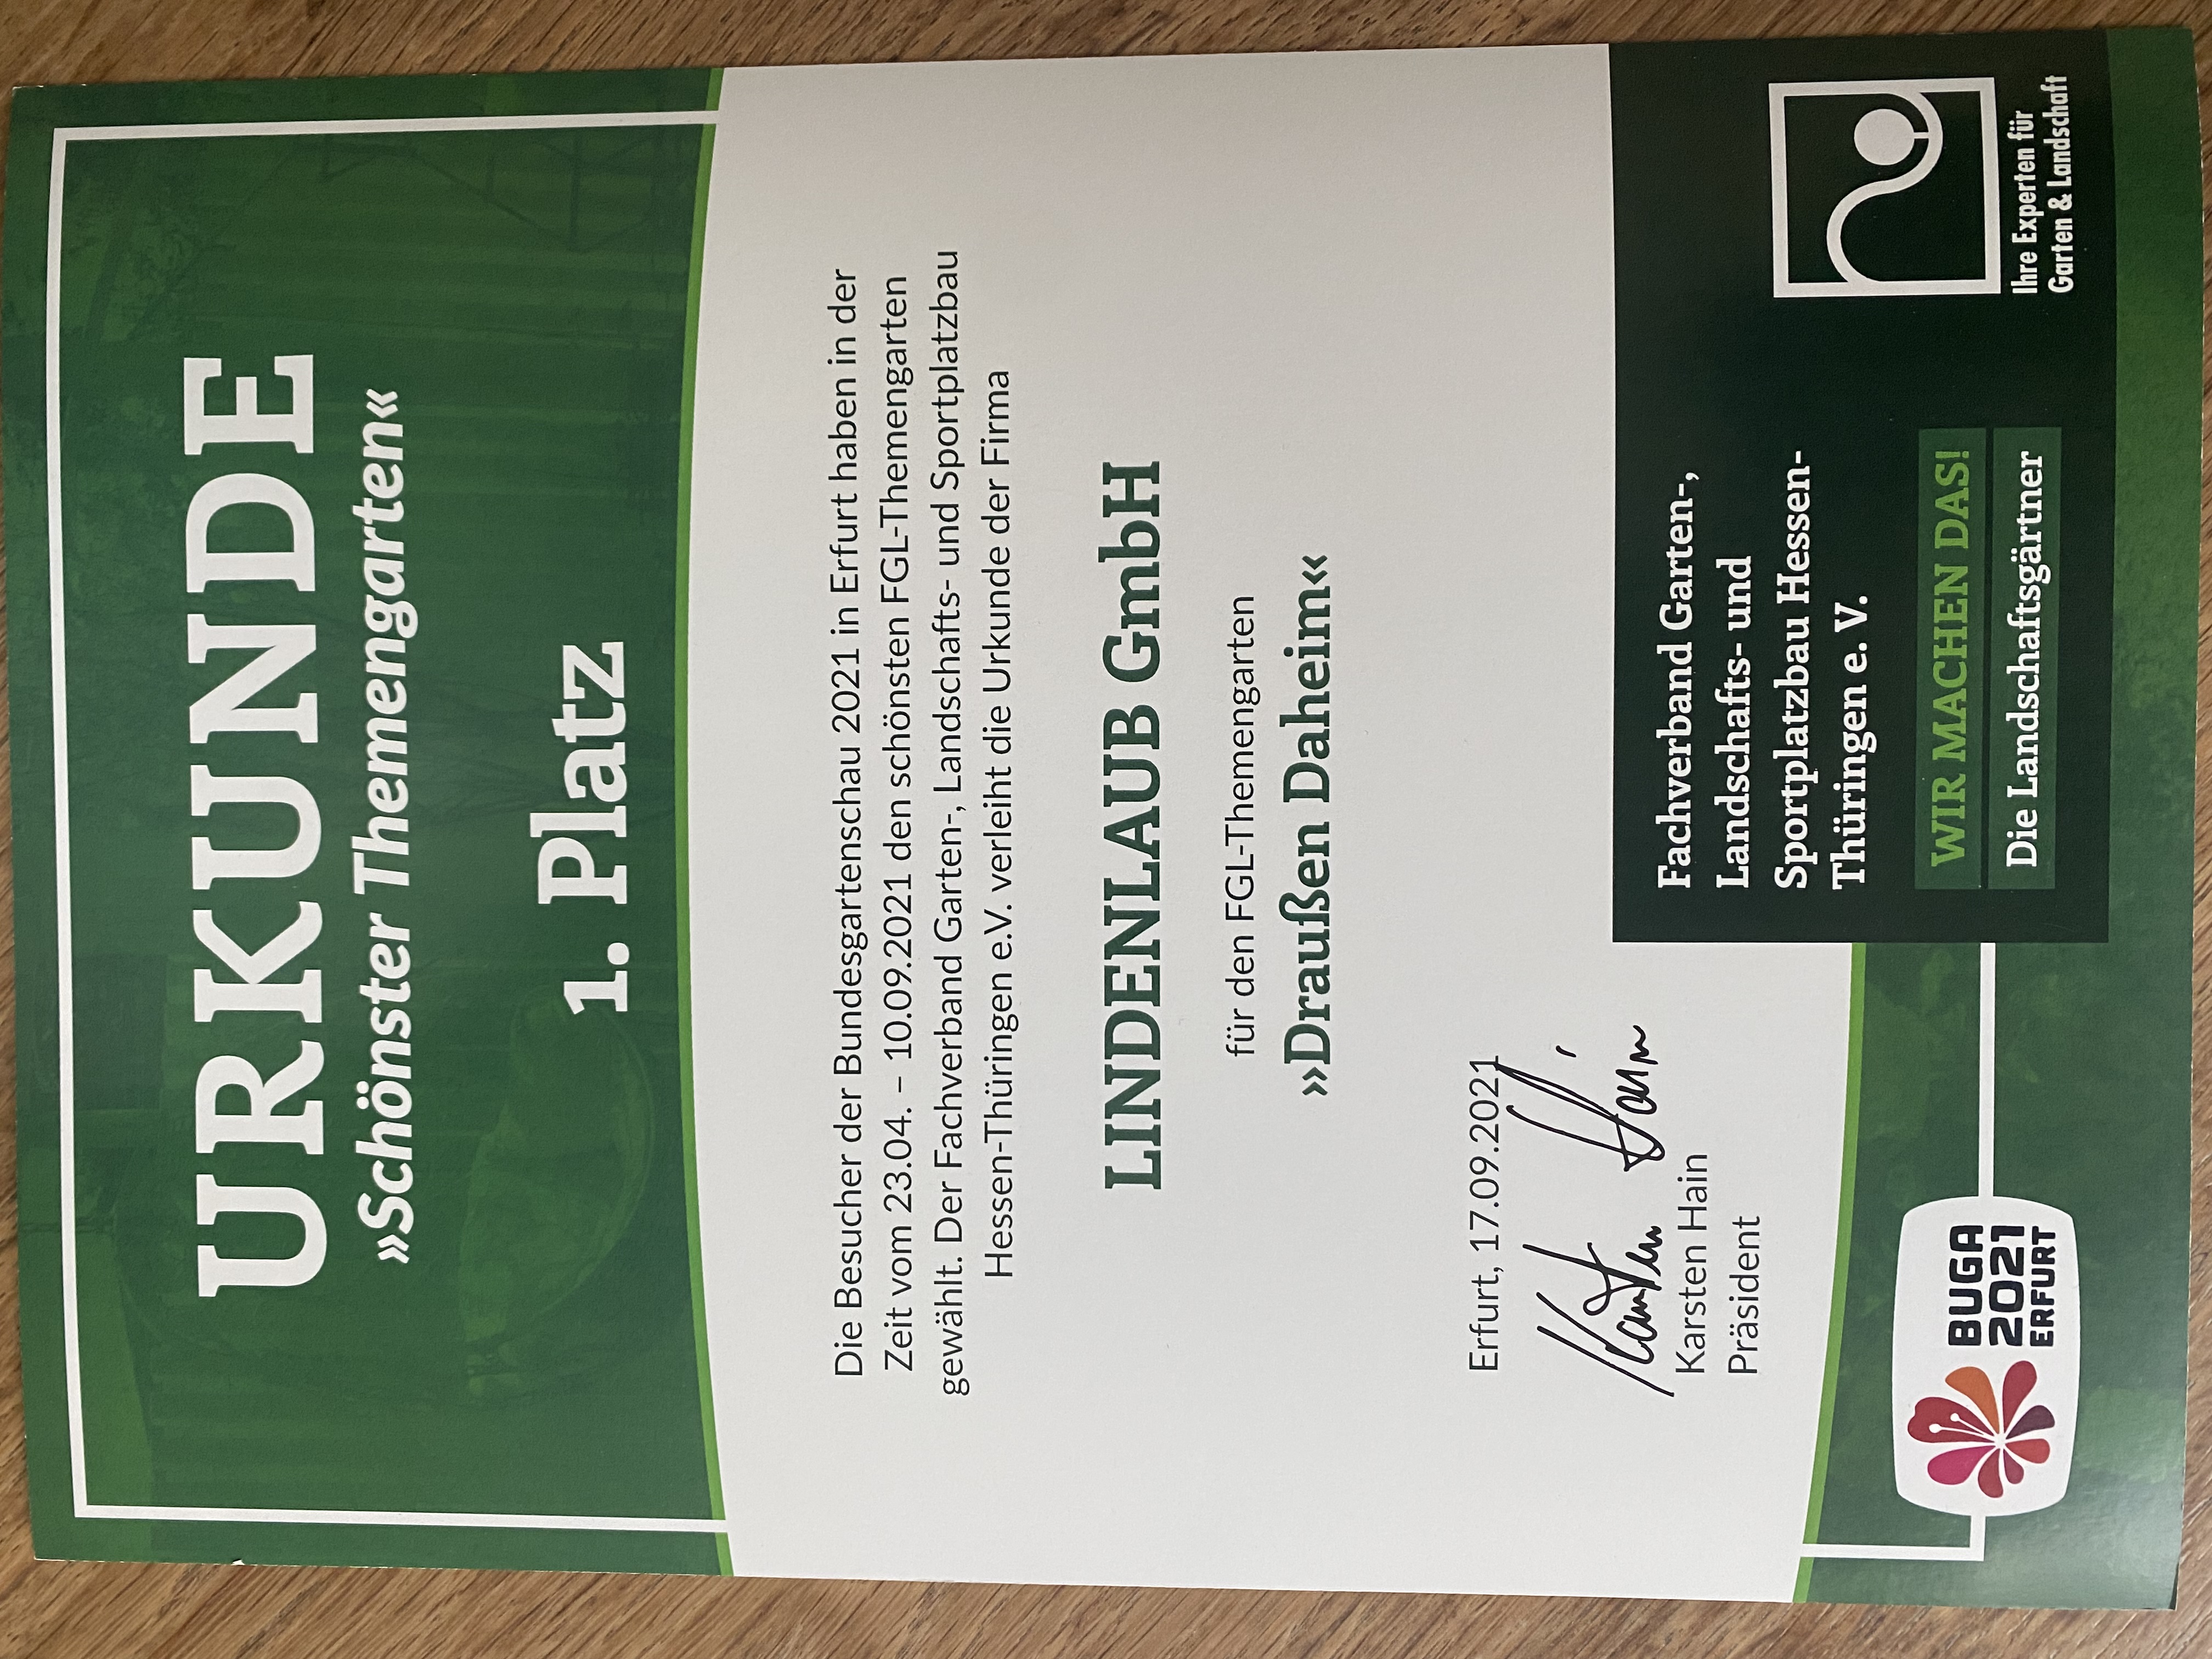 URKUNDE
»Schönster Themengarten«
1. Platz
Die Besucher der Bundesgartenschau 2021 in Erfurt haben in der
Zeit vom 23.04. – 10.09.2021 den schönsten FGL-Themengarten
gewählt. Der Fachverband Garten-, Landschafts- und Sportplatzbau
Hessen-Thüringen e.V. verleiht die Urkunde der Firma
LINDENLAUB GmbH
für den FGL-Themengarten
»Draußen Daheim«
Erfurt, 17.09.2021
Karsten Hain
Karsten Hain
Präsident
Fachverband Garten-,
Landschafts- und
Sportplatzbau Hessen-
Thüringen e. V.
WIR MACHEN DAS!
Die Landschaftsgärtner
Ihre Experten für
Garten & Landschaft
BUGA
2021
ERFURT